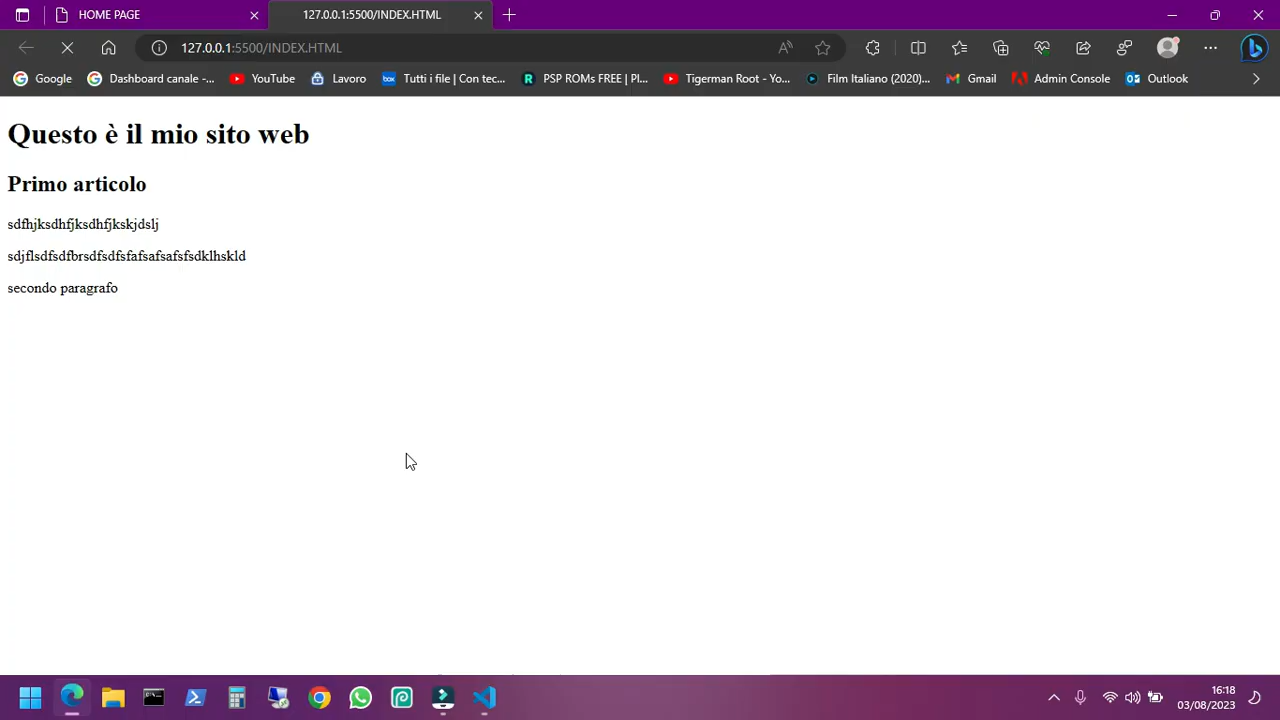 HOME PAGE
127.0.0.1:5500/INDEX.HTML
127.0.0.1:5500/INDEX.HTML
Google
Dashboard canale -...
YouTube
Lavoro
box
Tutti i file | Con tec...
R
PSP ROMs FREE | Pl...
Tigerman Root - Yo...
Film Italiano (2020)...
Gmail
Admin Console
Outlook
Questo è il mio sito web
Primo articolo
sdfhjksdhfjksdhfjkskjdslj
sdjflsdfsdfbrsdfsdfsfafsafsafsfsdklhskld
secondo paragrafo
16:18
03/08/2023